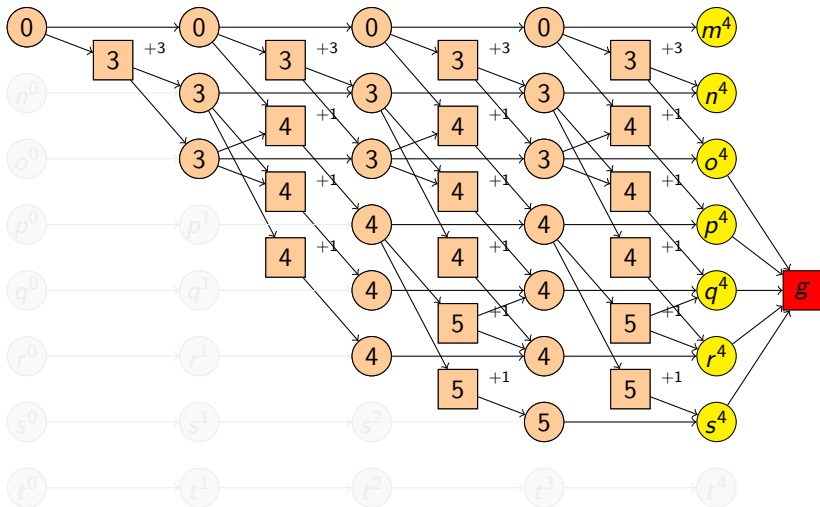 0 0 0 0 m⁴
3 +3 3 +3 3 +3 3 +3
n⁰ 3 3 3 n⁴
4 +1 4 +1 4 +1
o⁰ 3 3 3 o⁴
4 +1 4 +1 4 +1
p⁰ p¹ 4 4 p⁴
4 +1 4 +1 4 +1
q⁰ q¹ 4 4 q⁴ g
5 +1 5 +1
r⁰ r¹ 4 4 r⁴
5 +1 5 +1
s⁰ s¹ s² 5 s⁴
t⁰ t¹ t² t³ t⁴